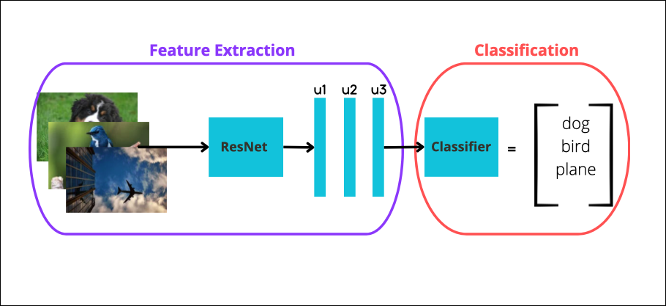 Feature Extraction
Classification
u1 u2 u3
ResNet
Classifier
=
dog
bird
plane